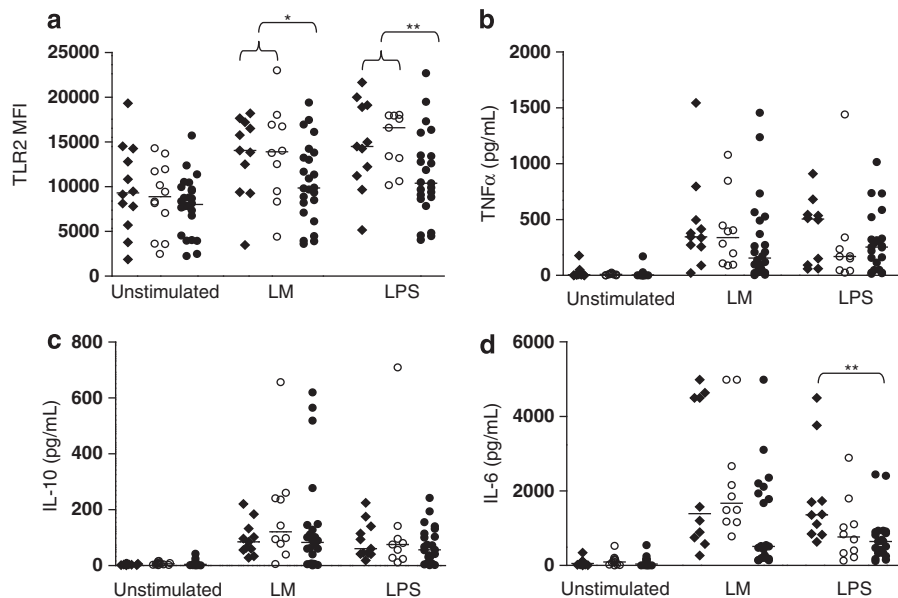 a
*
**
TLR2 MFI
25000
20000
15000
10000
5000
0
Unstimulated
LM
LPS
b
TNFα (pg/mL)
2000
1500
1000
500
0
Unstimulated
LM
LPS
c
IL-10 (pg/mL)
800
600
400
200
0
Unstimulated
LM
LPS
d
**
IL-6 (pg/mL)
6000
4000
2000
0
Unstimulated
LM
LPS